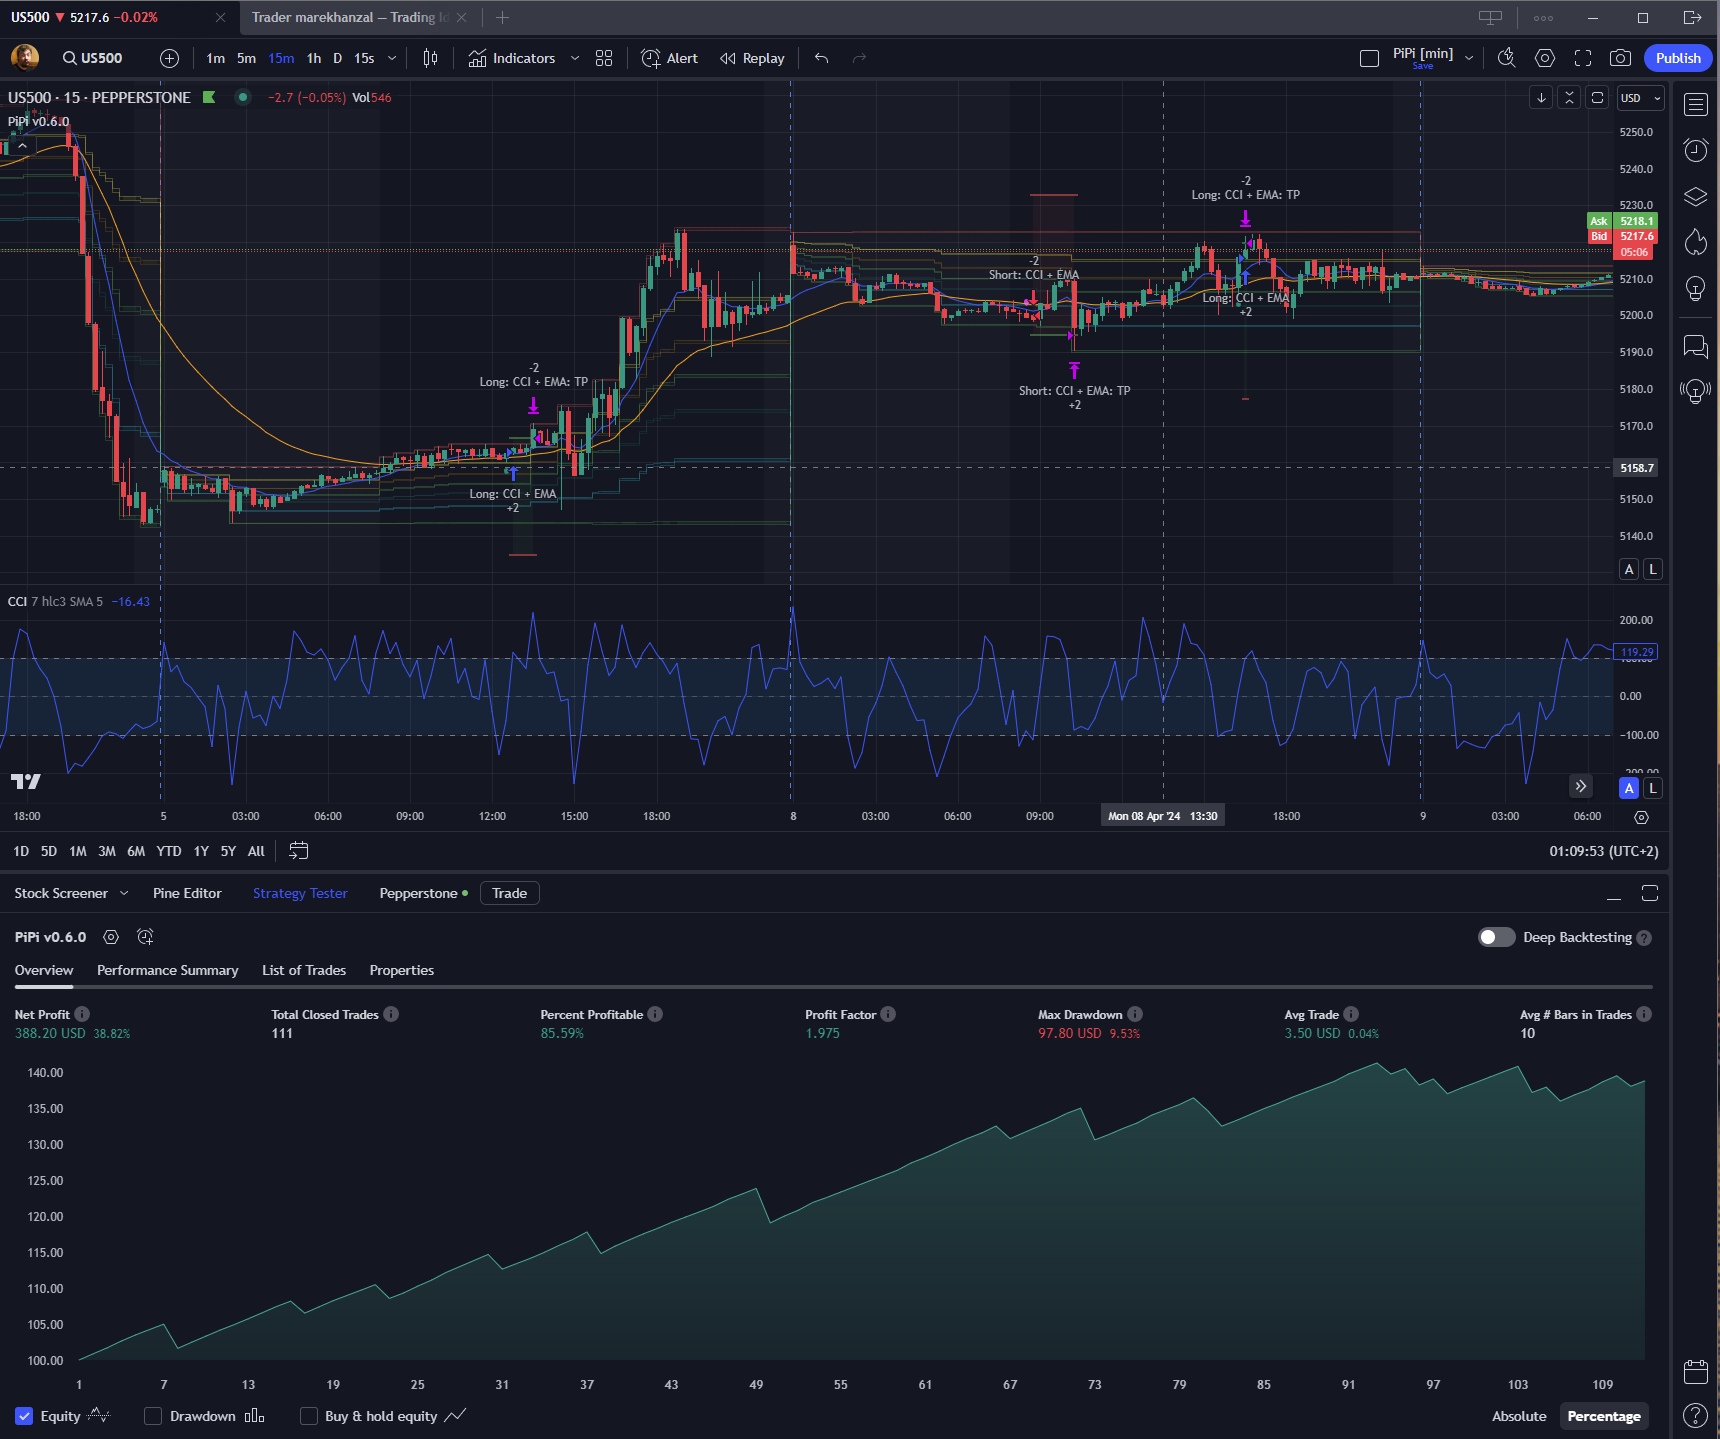 US500 ▼ 5217.6 −0.02%
Trader marekhanzal — Trading Id
US500
1m 5m 15m 1h D 15s
Indicators
Alert
Replay
PiPi [min]
Save
Publish
US500 · 15 · PEPPERSTONE
−2.7 (−0.05%) Vol546
PiPi v0.6.0
USD
5250.0
5240.0
5230.0
Ask 5218.1
Bid 5217.6
05:06
5210.0
5200.0
5190.0
5180.0
5170.0
5158.7
5150.0
5140.0
-2
Long: CCI + EMA: TP
Long: CCI + EMA
+2
-2
Short: CCI + EMA
Short: CCI + EMA: TP
+2
-2
Long: CCI + EMA: TP
Long: CCI + EMA
+2
A L
CCI 7 hlc3 SMA 5 −16.43
200.00
119.29
0.00
−100.00
−200.00
A L
18:00 5 03:00 06:00 09:00 12:00 15:00 18:00 8 03:00 06:00 09:00 Mon 08 Apr '24 13:30 18:00 9 03:00 06:00
1D 5D 1M 3M 6M YTD 1Y 5Y All
01:09:53 (UTC+2)
Stock Screener Pine Editor Strategy Tester Pepperstone Trade
PiPi v0.6.0
Deep Backtesting
Overview Performance Summary List of Trades Properties
Net Profit
388.20 USD 38.82%
Total Closed Trades
111
Percent Profitable
85.59%
Profit Factor
1.975
Max Drawdown
97.80 USD 9.53%
Avg Trade
3.50 USD 0.04%
Avg # Bars in Trades
10
140.00
135.00
130.00
125.00
120.00
115.00
110.00
105.00
100.00
1 7 13 19 25 31 37 43 49 55 61 67 73 79 85 91 97 103 109
Equity Drawdown Buy & hold equity
Absolute Percentage